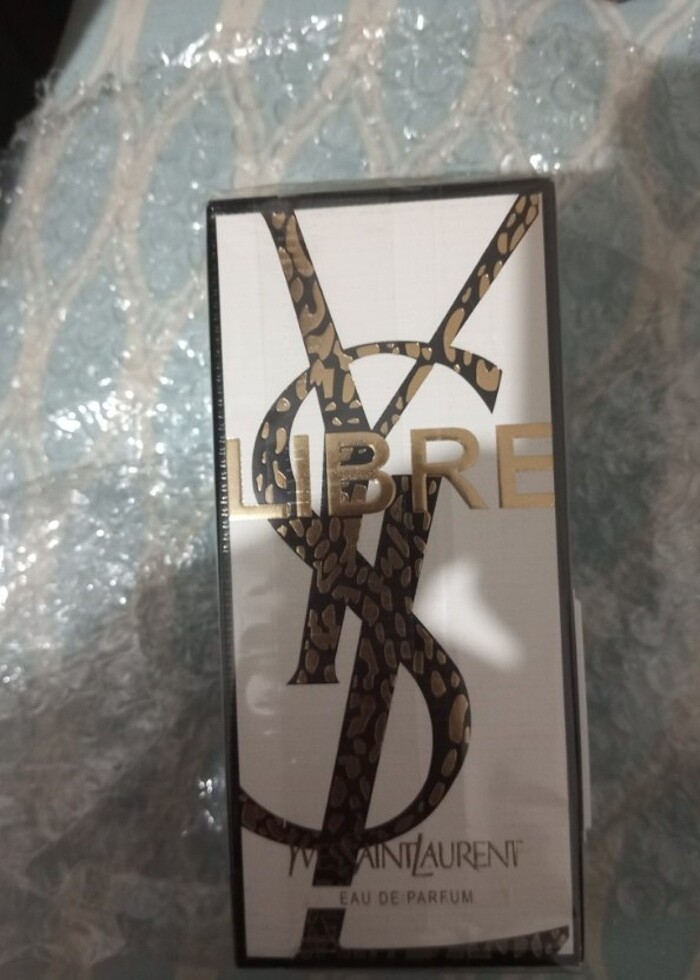 YSL
LIBRE
YVESSAINTLAURENT
EAU DE PARFUM